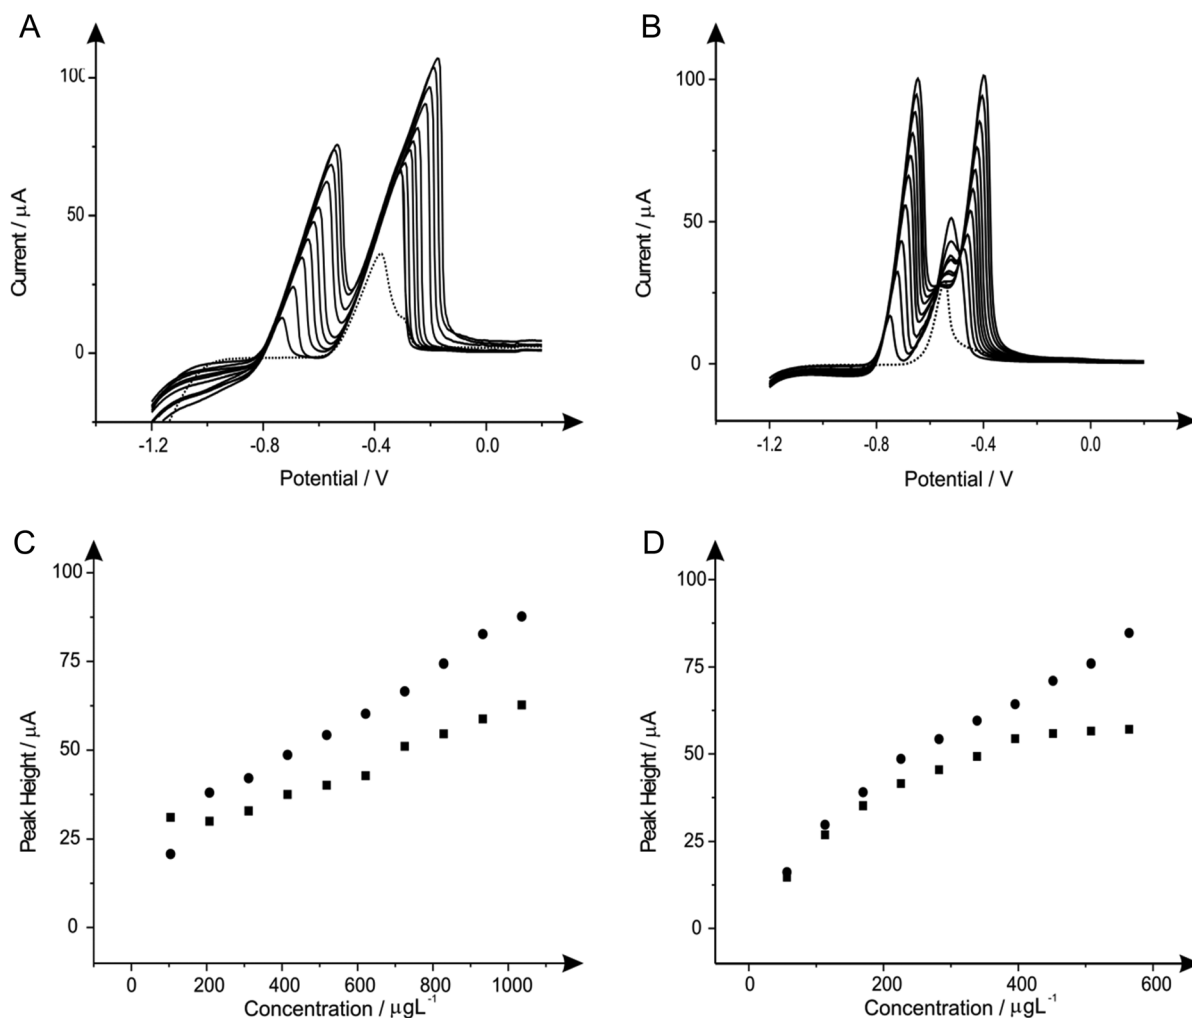 A
B
100
50
0
-1.2
-0.8
-0.4
0.0
Current / μA
Potential / V
100
50
0
-1.2
-0.8
-0.4
0.0
Current / μA
Potential / V
C
D
100
75
50
25
0
0
200
400
600
800
1000
Peak Height / μA
Concentration / μgL⁻¹
100
75
50
25
0
0
200
400
600
Peak Height / μA
Concentration / μgL⁻¹